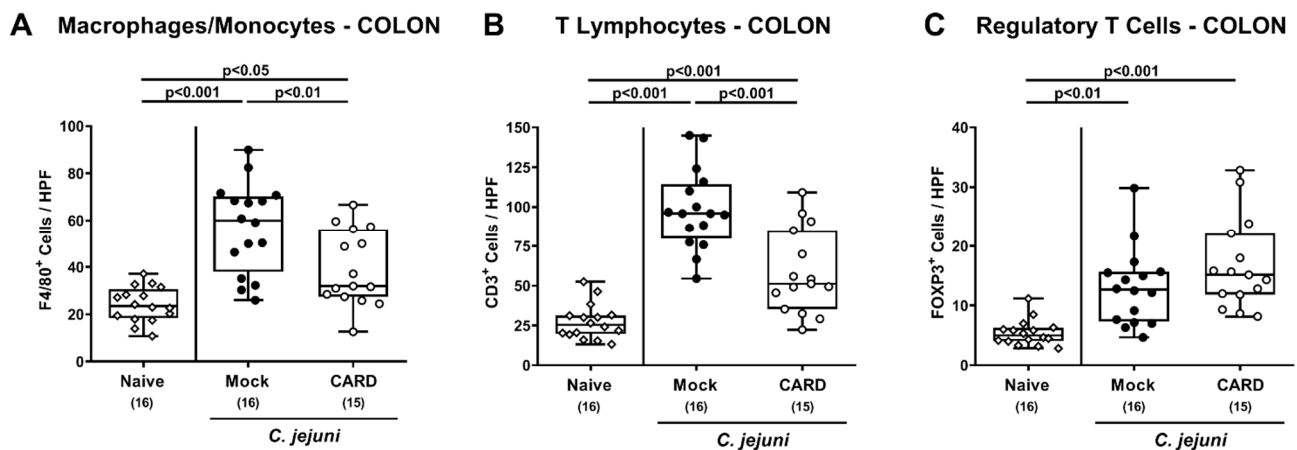 A Macrophages/Monocytes - COLON
p<0.05
p<0.001 p<0.01
F4/80+ Cells / HPF
100
80
60
40
20
0
Naive Mock CARD
(16) (16) (15)
C. jejuni
B T Lymphocytes - COLON
p<0.001
p<0.001 p<0.001
CD3+ Cells / HPF
150
125
100
75
50
25
0
Naive Mock CARD
(16) (16) (15)
C. jejuni
C Regulatory T Cells - COLON
p<0.001
p<0.01
FOXP3+ Cells / HPF
40
30
20
10
0
Naive Mock CARD
(16) (16) (15)
C. jejuni